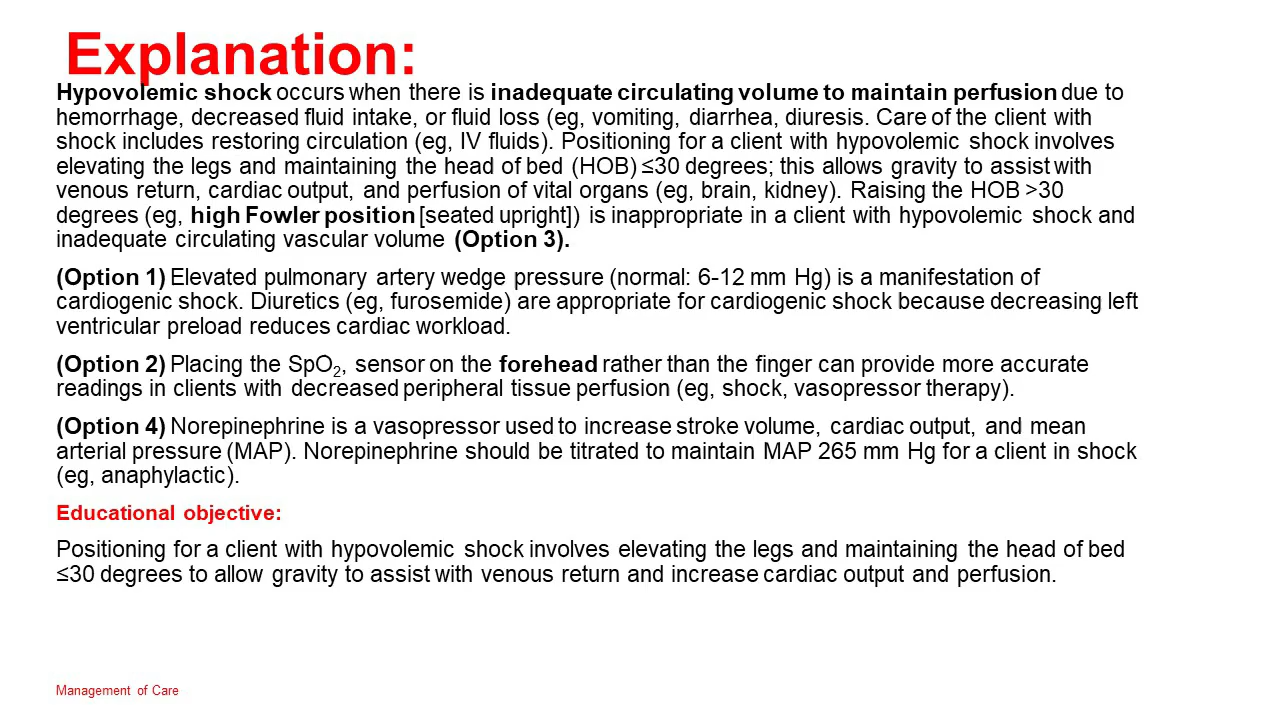 Explanation:
Hypovolemic shock occurs when there is inadequate circulating volume to maintain perfusion due to
hemorrhage, decreased fluid intake, or fluid loss (eg, vomiting, diarrhea, diuresis. Care of the client with
shock includes restoring circulation (eg, IV fluids). Positioning for a client with hypovolemic shock involves
elevating the legs and maintaining the head of bed (HOB) ≤30 degrees; this allows gravity to assist with
venous return, cardiac output, and perfusion of vital organs (eg, brain, kidney). Raising the HOB >30
degrees (eg, high Fowler position [seated upright]) is inappropriate in a client with hypovolemic shock and
inadequate circulating vascular volume (Option 3).
(Option 1) Elevated pulmonary artery wedge pressure (normal: 6-12 mm Hg) is a manifestation of
cardiogenic shock. Diuretics (eg, furosemide) are appropriate for cardiogenic shock because decreasing left
ventricular preload reduces cardiac workload.
(Option 2) Placing the SpO₂, sensor on the forehead rather than the finger can provide more accurate
readings in clients with decreased peripheral tissue perfusion (eg, shock, vasopressor therapy).
(Option 4) Norepinephrine is a vasopressor used to increase stroke volume, cardiac output, and mean
arterial pressure (MAP). Norepinephrine should be titrated to maintain MAP 265 mm Hg for a client in shock
(eg, anaphylactic).
Educational objective:
Positioning for a client with hypovolemic shock involves elevating the legs and maintaining the head of bed
≤30 degrees to allow gravity to assist with venous return and increase cardiac output and perfusion.
Management of Care